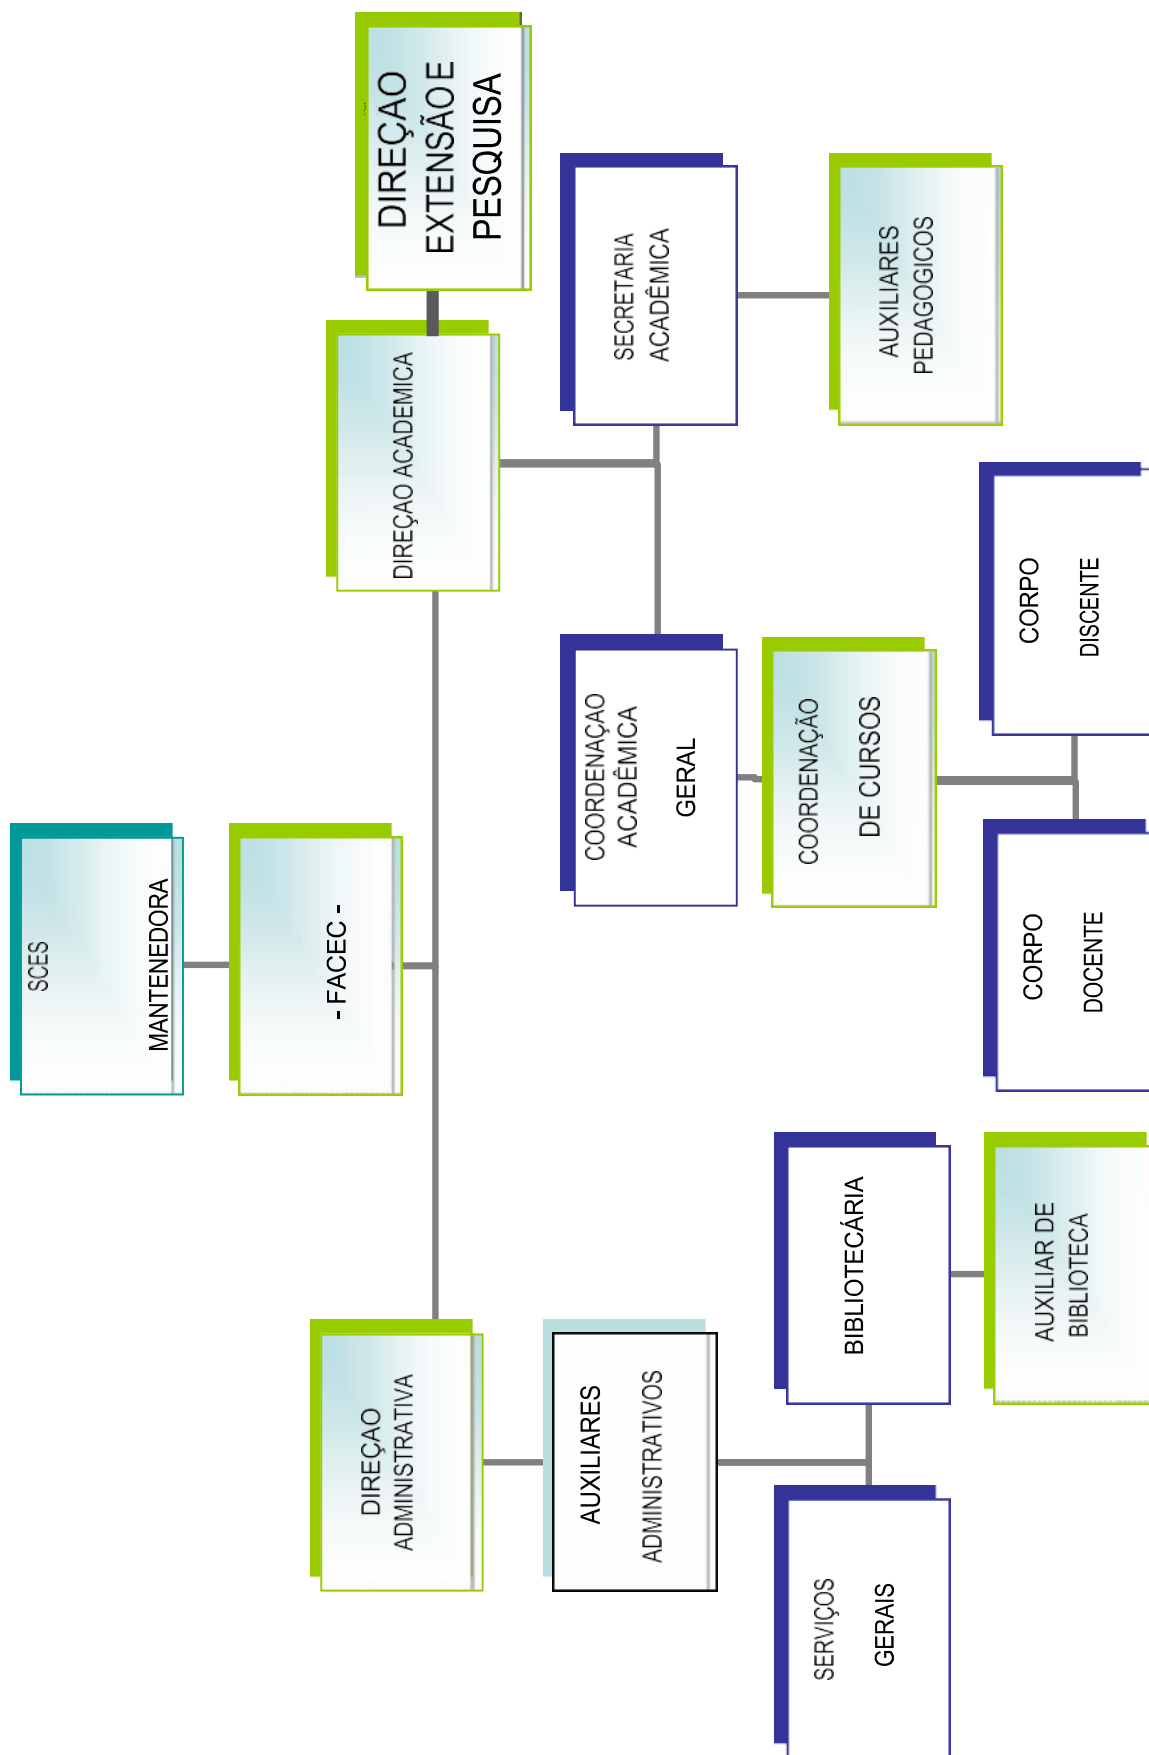 SCES
MANTENEDORA
- FACEC -
DIREÇAO
ADMINISTRATIVA
DIREÇAO ACADEMICA
DIREÇAO
EXTENSÃO E
PESQUISA
AUXILIARES
ADMINISTRATIVOS
COORDENAÇAO
ACADÊMICA
GERAL
SECRETARIA
ACADÊMICA
SERVIÇOS
GERAIS
BIBLIOTECÁRIA
COORDENAÇÃO
DE CURSOS
AUXILIARES
PEDAGOGICOS
AUXILIAR DE
BIBLIOTECA
CORPO
DOCENTE
CORPO
DISCENTE